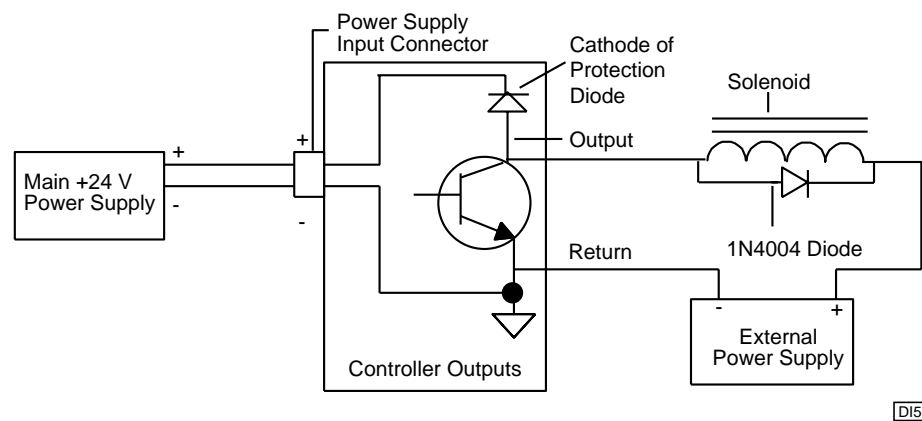 Power Supply
Input Connector
Cathode of
Protection
Diode
Solenoid
+
Output
+
Main +24 V
Power Supply
-
-
1N4004 Diode
Return
-
+
External
Power Supply
Controller Outputs
DI5